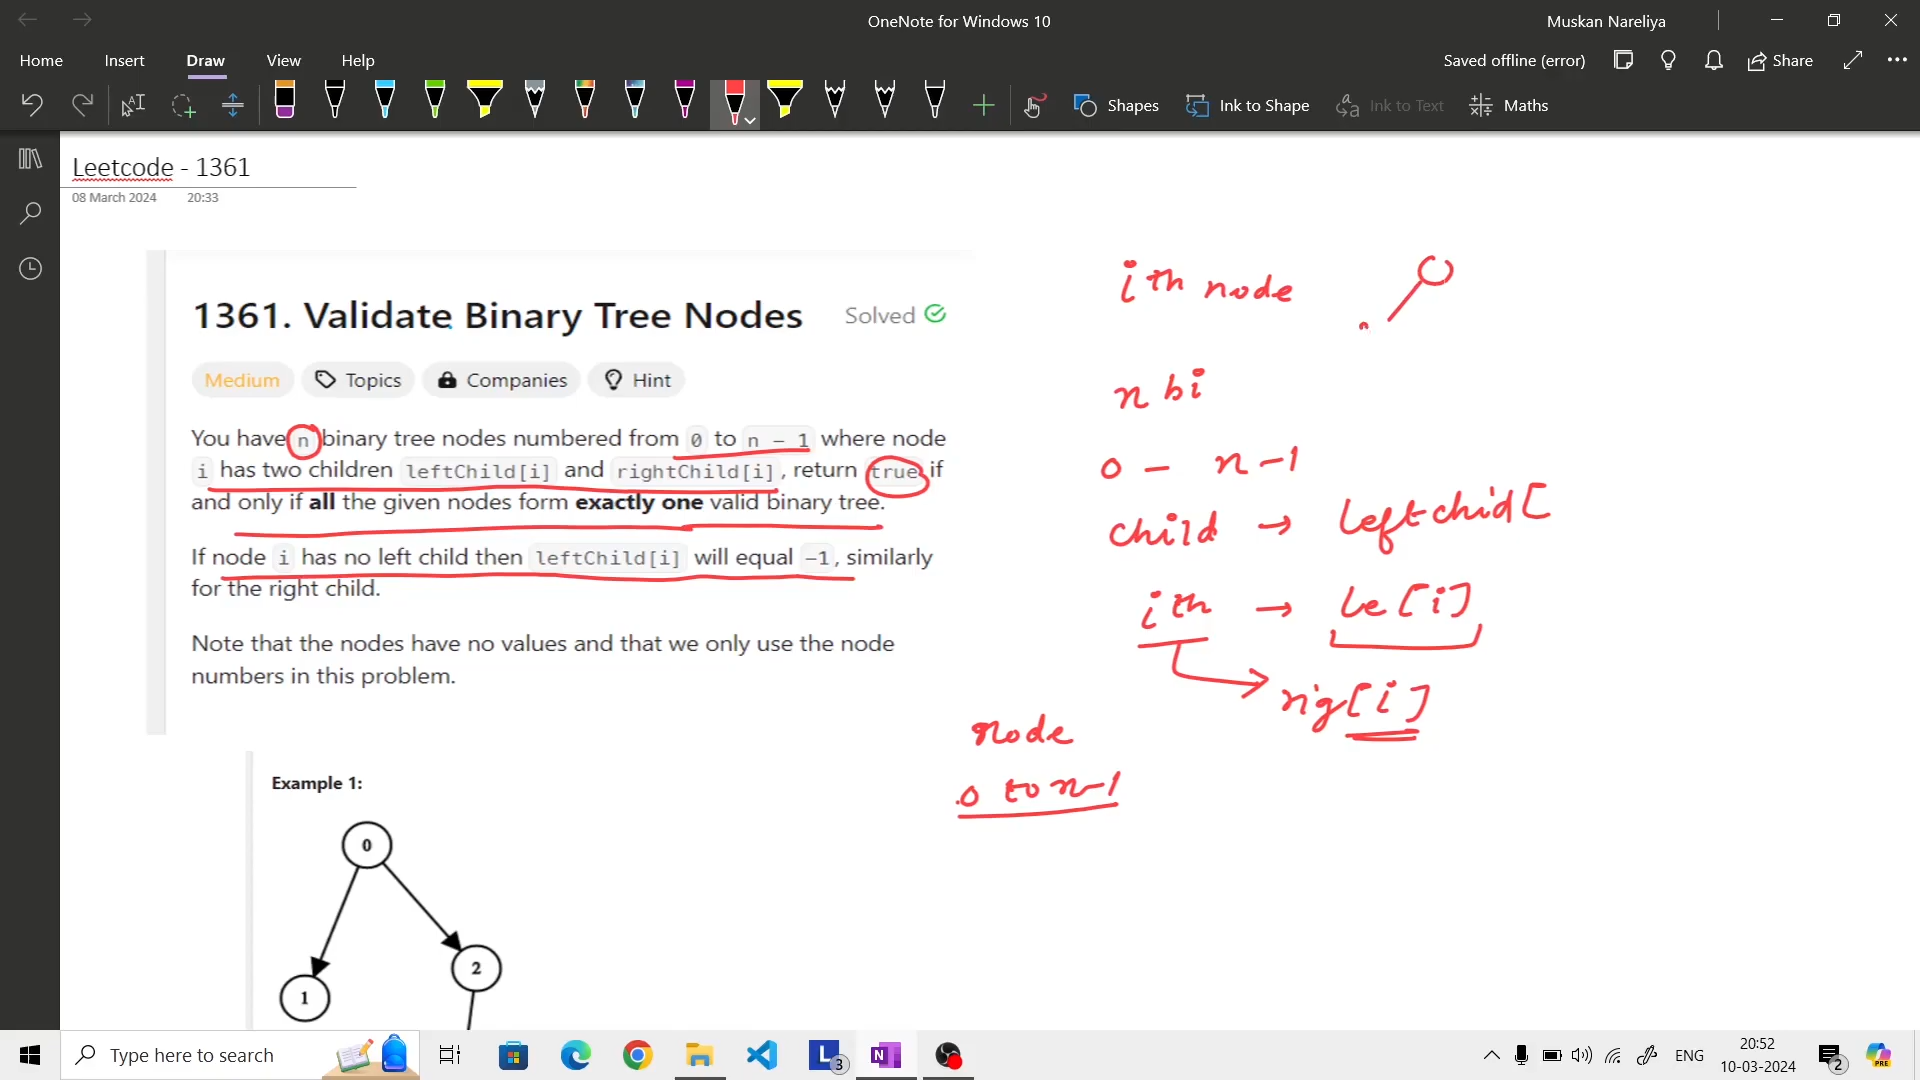 OneNote for Windows 10
Muskan Nareliya
Home Insert Draw View Help
Saved offline (error) Share
Shapes Ink to Shape Ink to Text Maths
Leetcode - 1361
08 March 2024 20:33
1361. Validate Binary Tree Nodes
Solved
Medium Topics Companies Hint
You have n binary tree nodes numbered from 0 to n - 1 where node
i has two children leftChild[i] and rightChild[i], return true if
and only if all the given nodes form exactly one valid binary tree.
If node i has no left child then leftChild[i] will equal -1, similarly
for the right child.
Note that the nodes have no values and that we only use the node
numbers in this problem.
Example 1:
0
1
2
ith node
n bi
0 - n-1
child → leftchid[
ith → le[i]
rig[i]
node
0 to n-1
Type here to search
L 3
N
ENG
20:52
10-03-2024
2
PRE